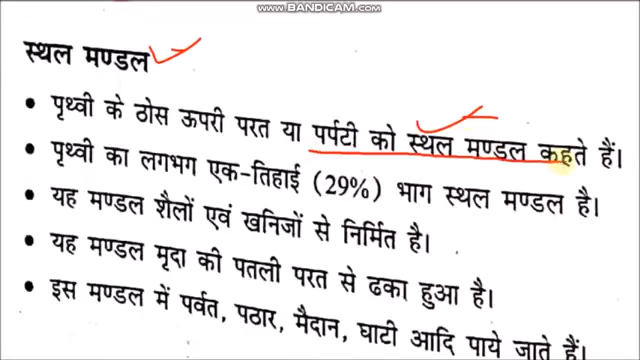 www.BANDICAM.com
स्थल मण्डल
• पृथ्वी के ठोस ऊपरी परत या पर्पटी को स्थल मण्डल कहते हैं।
• पृथ्वी का लगभग एक-तिहाई (29%) भाग स्थल मण्डल है।
• यह मण्डल शैलों एवं खनिजों से निर्मित है।
• यह मण्डल मृदा की पतली परत से ढका हुआ है।
• इस मण्डल में पर्वत, पठार, मैदान, घाटी आदि पाये जाते हैं।